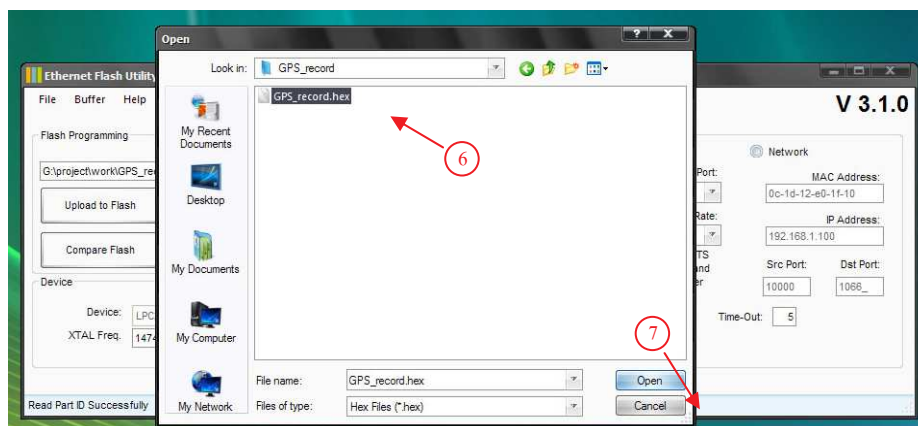 Open
Look in: GPS_record
GPS_record.hex
My Recent
Documents
Desktop
My Documents
My Computer
My Network
File name: GPS_record.hex
Files of type: Hex Files (*.hex)
Open
Cancel
6
7
Ethernet Flash Utility
File Buffer Help
V 3.1.0
Flash Programming
G:\project\work\GPS_re
Upload to Flash
Compare Flash
Device
Device: LPC
XTAL Freq. 1474
Read Part ID Successfully
Network
Port:
MAC Address:
0c-1d-12-e0-1f-10
Rate:
IP Address:
192.168.1.100
TS
and
er
Src Port: Dst Port:
10000 1066_
Time-Out: 5